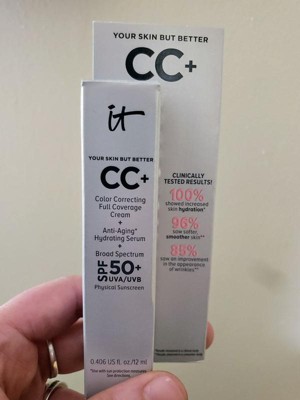 YOUR SKIN BUT BETTER
CC+
CLINICALLY
TESTED RESULTS!
100%
showed increased
skin hydration*
96%
saw softer,
smoother skin**
85%
saw an improvement
in the appearance
of wrinkles**
it
YOUR SKIN BUT BETTER
CC+
Color Correcting
Full Coverage
Cream
+
Anti-Aging*
Hydrating Serum
+
Broad Spectrum
SPF 50+
UVA/UVB
Physical Sunscreen
0.406 US fl. oz./12 ml